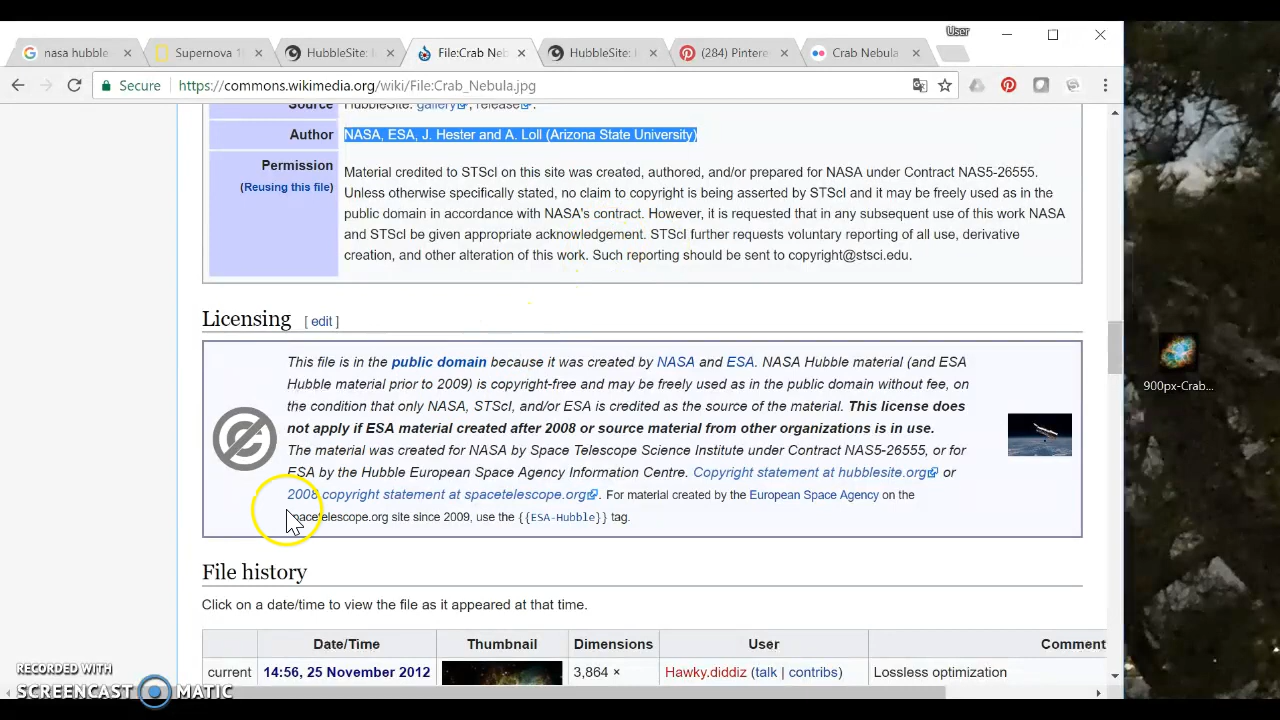 User
nasa hubble
Supernova 1
HubbleSite:
File:Crab Neb
HubbleSite:
(284) Pintere
Crab Nebula
Secure https://commons.wikimedia.org/wiki/File:Crab_Nebula.jpg
Source HubbleSite: gallery, release.
Author NASA, ESA, J. Hester and A. Loll (Arizona State University)
Permission
(Reusing this file)
Material credited to STScI on this site was created, authored, and/or prepared for NASA under Contract NAS5-26555.
Unless otherwise specifically stated, no claim to copyright is being asserted by STScI and it may be freely used as in the
public domain in accordance with NASA's contract. However, it is requested that in any subsequent use of this work NASA
and STScI be given appropriate acknowledgement. STScI further requests voluntary reporting of all use, derivative
creation, and other alteration of this work. Such reporting should be sent to copyright@stsci.edu.
Licensing [ edit ]
This file is in the public domain because it was created by NASA and ESA. NASA Hubble material (and ESA
Hubble material prior to 2009) is copyright-free and may be freely used as in the public domain without fee, on
the condition that only NASA, STScI, and/or ESA is credited as the source of the material. This license does
not apply if ESA material created after 2008 or source material from other organizations is in use.
The material was created for NASA by Space Telescope Science Institute under Contract NAS5-26555, or for
ESA by the Hubble European Space Agency Information Centre. Copyright statement at hubblesite.org or
2008 copyright statement at spacetelescope.org. For material created by the European Space Agency on the
spacetelescope.org site since 2009, use the {{ESA-Hubble}} tag.
900px-Crab...
File history
Click on a date/time to view the file as it appeared at that time.
Date/Time Thumbnail Dimensions User Comment
current 14:56, 25 November 2012 3,864 × Hawky.diddiz (talk | contribs) Lossless optimization
RECORDED WITH
SCREENCAST MATIC